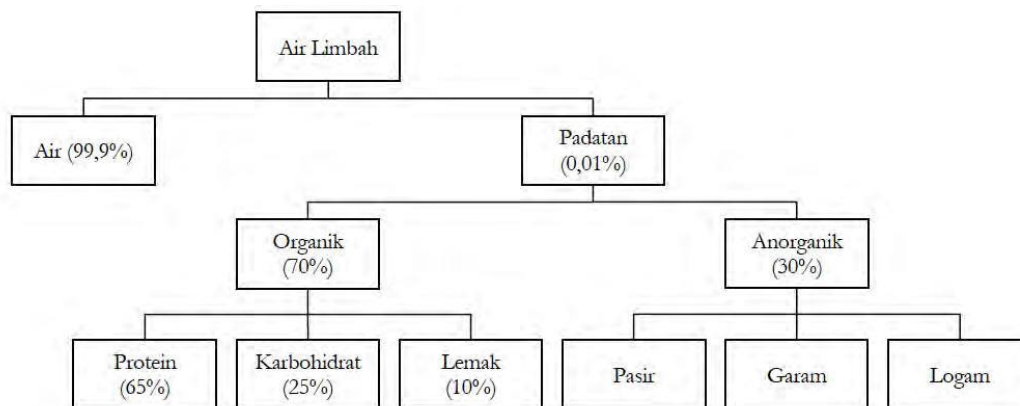 Air Limbah
Air (99,9%)
Padatan
(0,01%)
Organik
(70%)
Anorganik
(30%)
Protein
(65%)
Karbohidrat
(25%)
Lemak
(10%)
Pasir
Garam
Logam